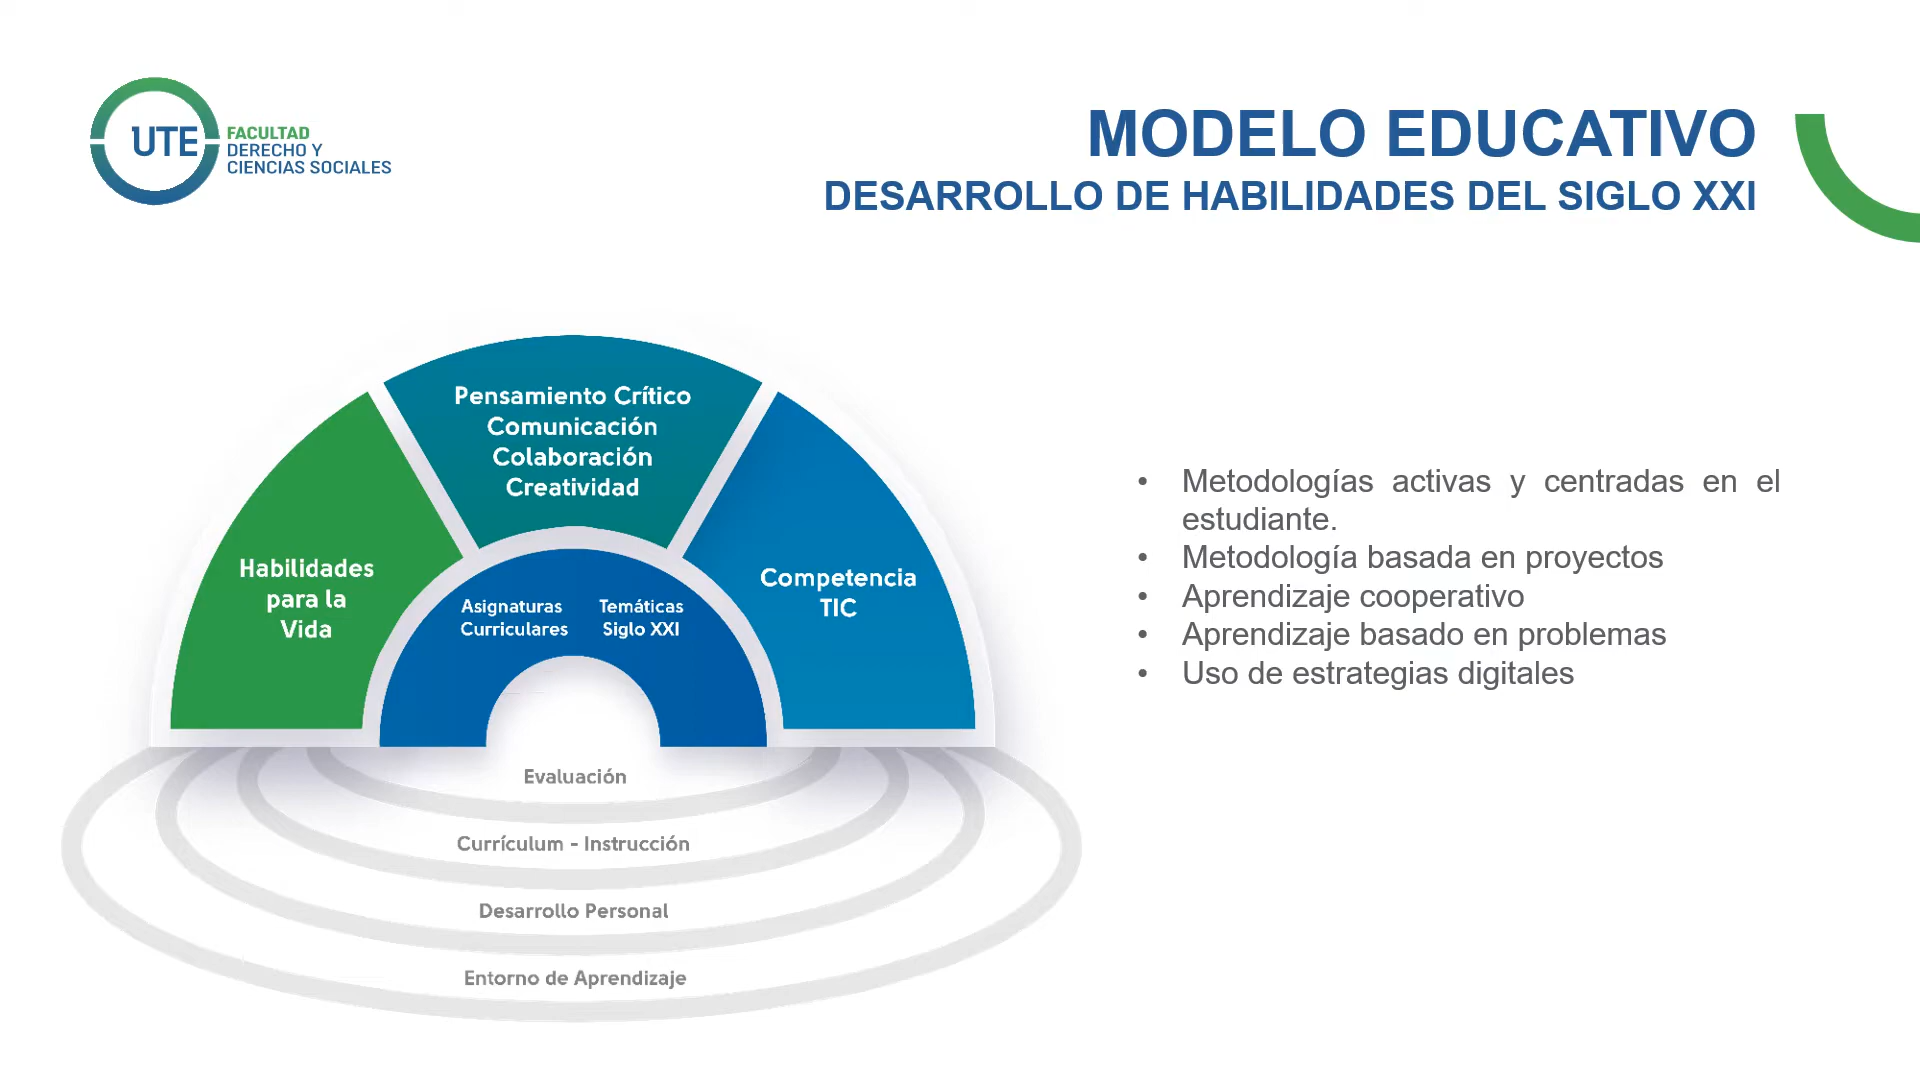 UTE
FACULTAD
DERECHO Y
CIENCIAS SOCIALES
MODELO EDUCATIVO
DESARROLLO DE HABILIDADES DEL SIGLO XXI
Pensamiento Crítico
Comunicación
Colaboración
Creatividad
Habilidades
para la
Vida
Competencia
TIC
Asignaturas
Curriculares
Temáticas
Siglo XXI
Evaluación
Currículum - Instrucción
Desarrollo Personal
Entorno de Aprendizaje
• Metodologías activas y centradas en el
estudiante.
• Metodología basada en proyectos
• Aprendizaje cooperativo
• Aprendizaje basado en problemas
• Uso de estrategias digitales